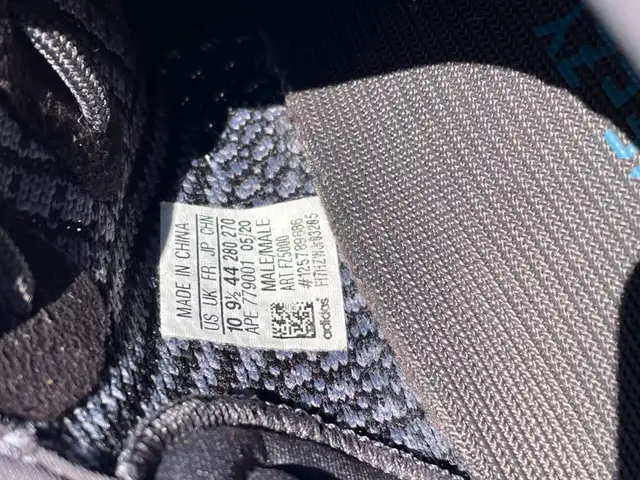 MADE IN CHINA
US UK FR JP CHN
10 9½ 44 280 270
APE 779001 05/20
MALE/MALE
ART FZ5000
adidas